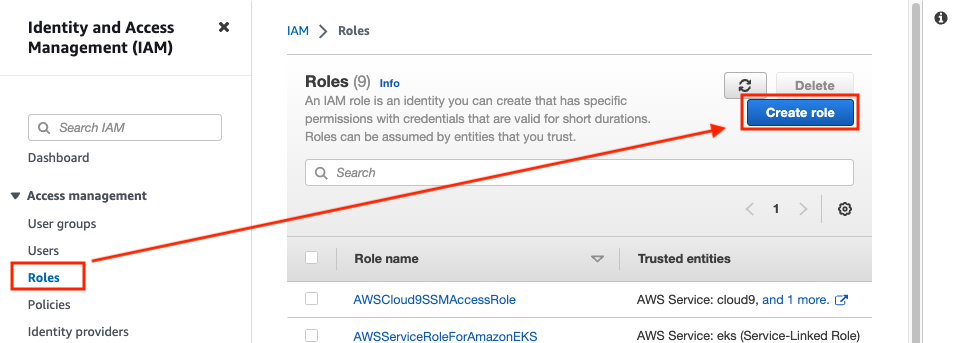 Identity and Access
Management (IAM)
Search IAM
Dashboard
Access management
User groups
Users
Roles
Policies
Identity providers
IAM
Roles
Roles (9) Info
An IAM role is an identity you can create that has specific
permissions with credentials that are valid for short durations.
Roles can be assumed by entities that you trust.
Delete
Create role
Search
1
Role name
Trusted entities
AWSCloud9SSMAccessRole
AWS Service: cloud9, and 1 more.
AWSServiceRoleForAmazonEKS
AWS Service: eks (Service-Linked Role)